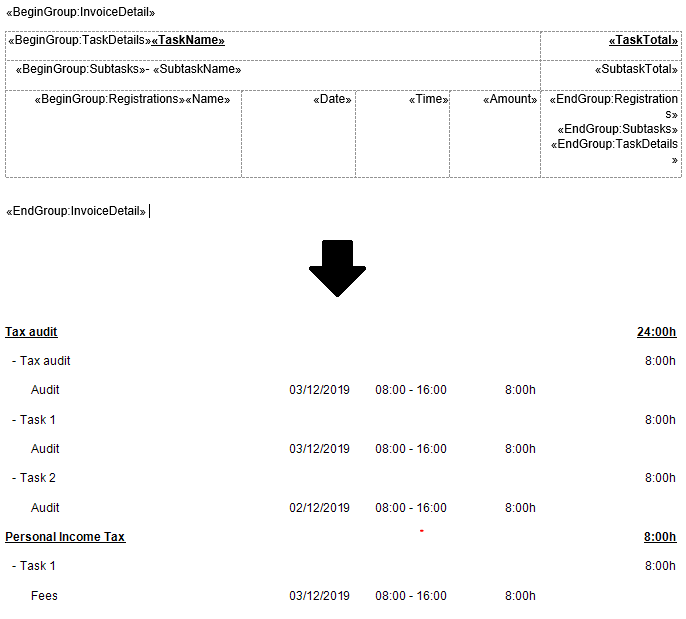 «BeginGroup:InvoiceDetail»
«BeginGroup:TaskDetails»«TaskName» «TaskTotal»
«BeginGroup:Subtasks»- «SubtaskName» «SubtaskTotal»
«BeginGroup:Registrations»«Name» «Date» «Time» «Amount» «EndGroup:Registration
s»
«EndGroup:Subtasks»
«EndGroup:TaskDetails
»
«EndGroup:InvoiceDetail»
Tax audit 24:00h
- Tax audit 8:00h
Audit 03/12/2019 08:00 - 16:00 8:00h
- Task 1 8:00h
Audit 03/12/2019 08:00 - 16:00 8:00h
- Task 2 8:00h
Audit 02/12/2019 08:00 - 16:00 8:00h
Personal Income Tax 8:00h
- Task 1 8:00h
Fees 03/12/2019 08:00 - 16:00 8:00h